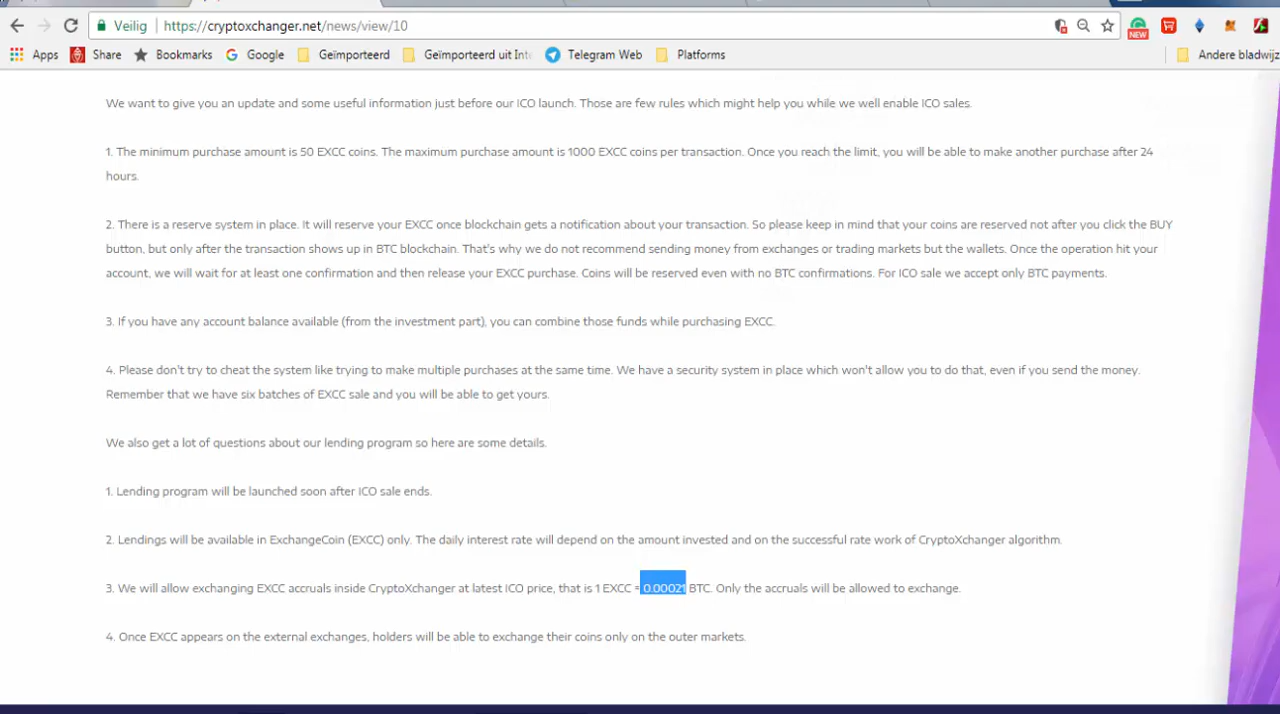 Veilig https://cryptoxchanger.net/news/view/10
NEW
Apps Share Bookmarks Google Geïmporteerd Geïmporteerd uit Telegram Web Platforms Andere bladwijz
We want to give you an update and some useful information just before our ICO launch. Those are few rules which might help you while we well enable ICO sales.
1. The minimum purchase amount is 50 EXCC coins. The maximum purchase amount is 1000 EXCC coins per transaction. Once you reach the limit, you will be able to make another purchase after 24
hours.
2. There is a reserve system in place. It will reserve your EXCC once blockchain gets a notification about your transaction. So please keep in mind that your coins are reserved not after you click the BUY
button, but only after the transaction shows up in BTC blockchain. That's why we do not recommend sending money from exchanges or trading markets but the wallets. Once the operation hit your
account, we will wait for at least one confirmation and then release your EXCC purchase. Coins will be reserved even with no BTC confirmations. For ICO sale we accept only BTC payments.
3. If you have any account balance available (from the investment part), you can combine those funds while purchasing EXCC.
4. Please don't try to cheat the system like trying to make multiple purchases at the same time. We have a security system in place which won't allow you to do that, even if you send the money.
Remember that we have six batches of EXCC sale and you will be able to get yours.
We also get a lot of questions about our lending program so here are some details.
1. Lending program will be launched soon after ICO sale ends.
2. Lendings will be available in ExchangeCoin (EXCC) only. The daily interest rate will depend on the amount invested and on the successful rate work of CryptoXchanger algorithm.
3. We will allow exchanging EXCC accruals inside CryptoXchanger at latest ICO price, that is 1 EXCC = 0.00021 BTC. Only the accruals will be allowed to exchange.
4. Once EXCC appears on the external exchanges, holders will be able to exchange their coins only on the outer markets.